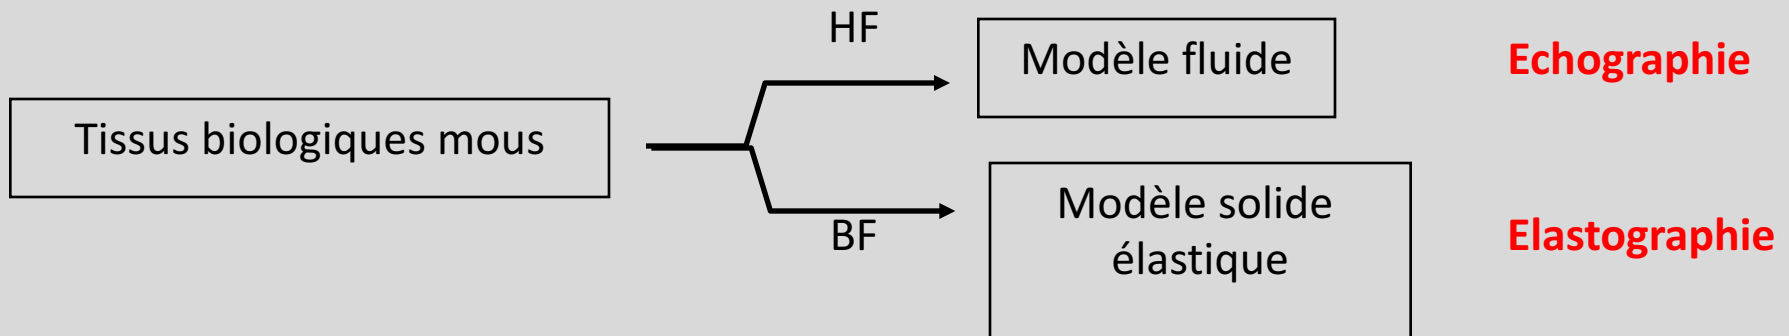 HF
Modèle fluide
Echographie
Tissus biologiques mous
BF
Modèle solide
élastique
Elastographie